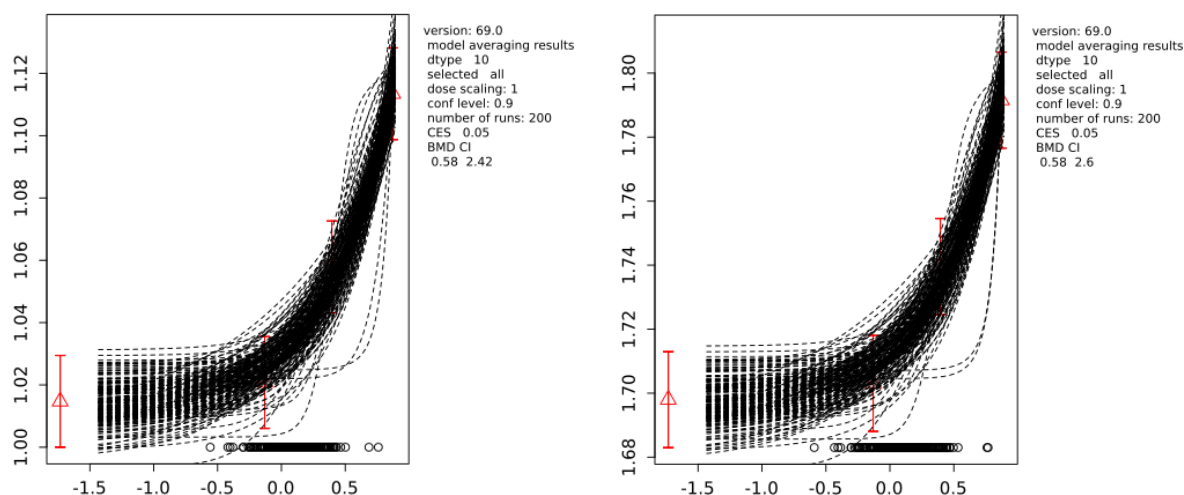 1.12
1.10
1.08
1.06
1.04
1.02
1.00
-1.5 -1.0 -0.5 0.0 0.5
version: 69.0
model averaging results
dtype 10
selected all
dose scaling: 1
conf level: 0.9
number of runs: 200
CES 0.05
BMD CI
0.58 2.42
1.80
1.78
1.76
1.74
1.72
1.70
1.68
-1.5 -1.0 -0.5 0.0 0.5
version: 69.0
model averaging results
dtype 10
selected all
dose scaling: 1
conf level: 0.9
number of runs: 200
CES 0.05
BMD CI
0.58 2.6